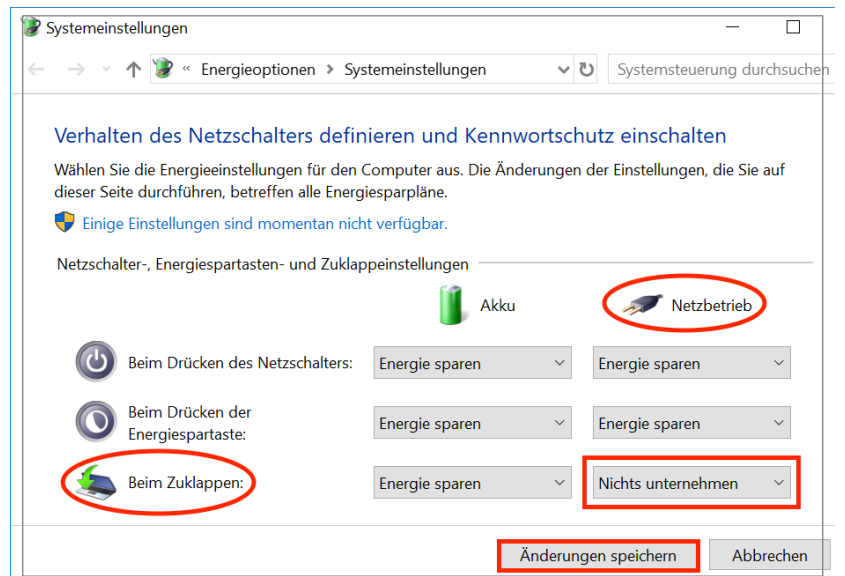 Systemeinstellungen
« Energieoptionen > Systemeinstellungen
Systemsteuerung durchsuchen
Verhalten des Netzschalters definieren und Kennwortschutz einschalten
Wählen Sie die Energieeinstellungen für den Computer aus. Die Änderungen der Einstellungen, die Sie auf
dieser Seite durchführen, betreffen alle Energiesparpläne.
Einige Einstellungen sind momentan nicht verfügbar.
Netzschalter-, Energiespartasten- und Zuklappeinstellungen
Akku
Netzbetrieb
Beim Drücken des Netzschalters:
Energie sparen
Energie sparen
Beim Drücken der
Energiespartaste:
Energie sparen
Energie sparen
Beim Zuklappen:
Energie sparen
Nichts unternehmen
Änderungen speichern
Abbrechen